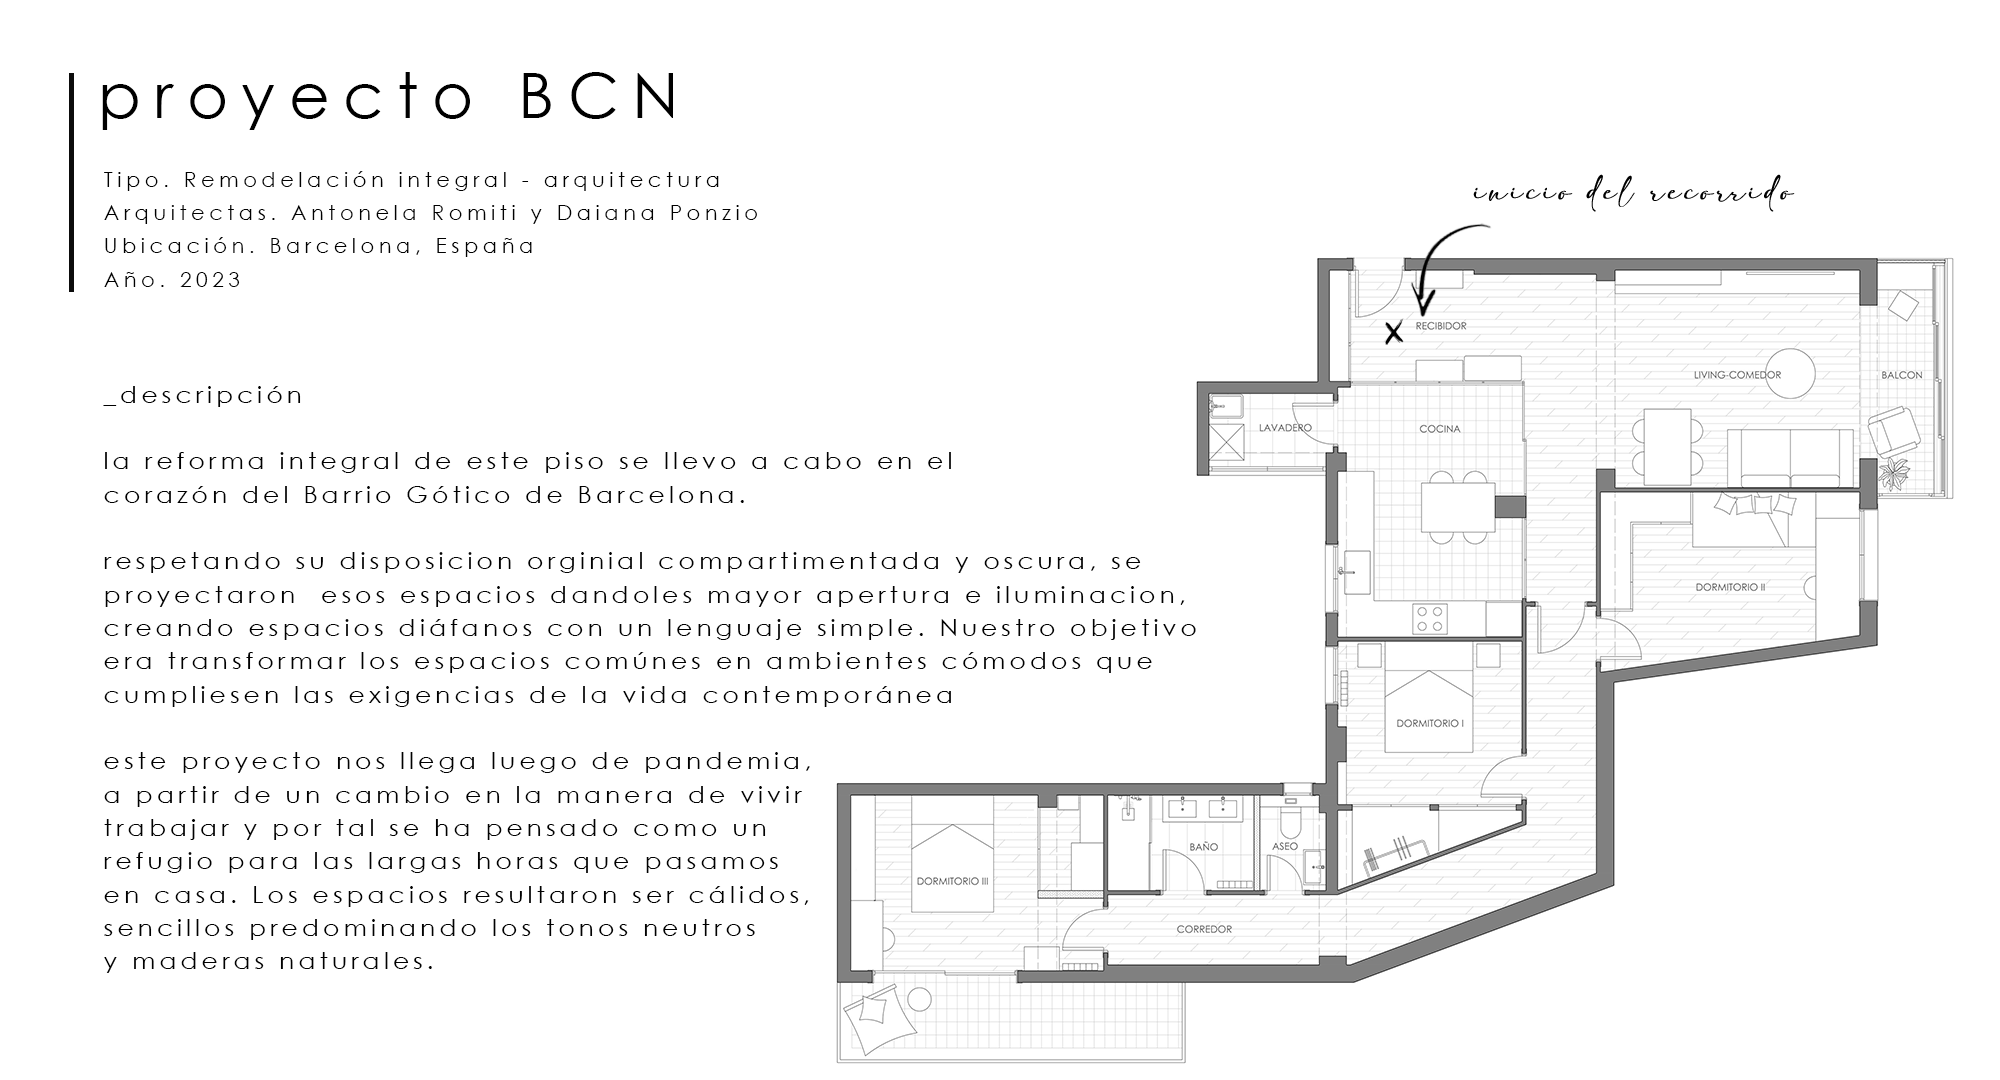 proyecto BCN
Tipo. Remodelación integral - arquitectura
Arquitectas. Antonela Romiti y Daiana Ponzio
Ubicación. Barcelona, España
Año. 2023
_descripción
la reforma integral de este piso se llevo a cabo en el
corazón del Barrio Gótico de Barcelona.
respetando su disposicion orginial compartimentada y oscura, se
proyectaron  esos espacios dandoles mayor apertura e iluminacion,
creando espacios diáfanos con un lenguaje simple. Nuestro objetivo
era transformar los espacios comúnes en ambientes cómodos que
cumpliesen las exigencias de la vida contemporánea
este proyecto nos llega luego de pandemia,
a partir de un cambio en la manera de vivir
trabajar y por tal se ha pensado como un
refugio para las largas horas que pasamos
en casa. Los espacios resultaron ser cálidos,
sencillos predominando los tonos neutros
y maderas naturales.
inicio del recorrido
x
RECIBIDOR
LIVING-COMEDOR
BALCON
LAVADERO
COCINA
DORMITORIO II
DORMITORIO I
BAÑO
ASEO
DORMITORIO III
CORREDOR